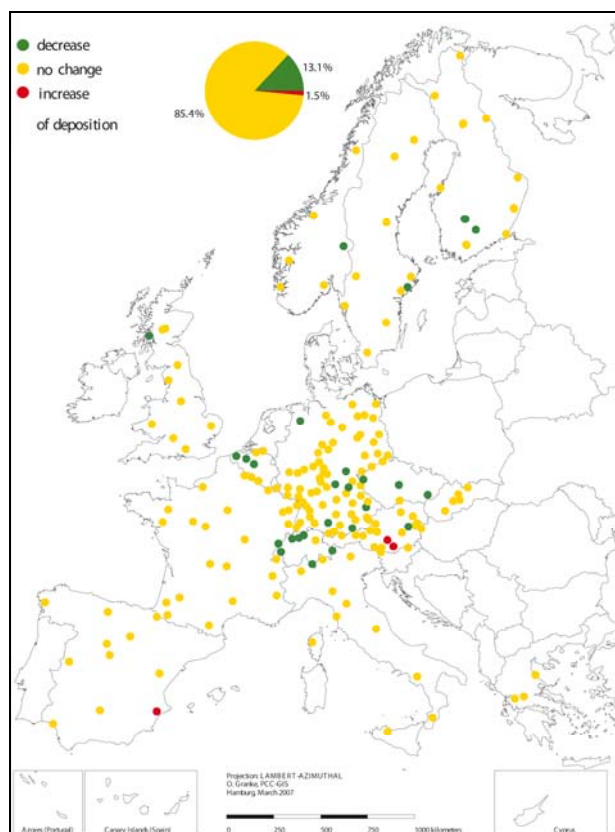 decrease
no change
increase
of deposition
13.1%
1.5%
85.4%
Projection: LAMBERT-AZIMUTHAL
O. Granke, PCC-GIS
Hamburg, March 2007
Azores (Portugal)
Canary Islands (Spain)
Cyprus
0 250 500 750 1000 kilometers